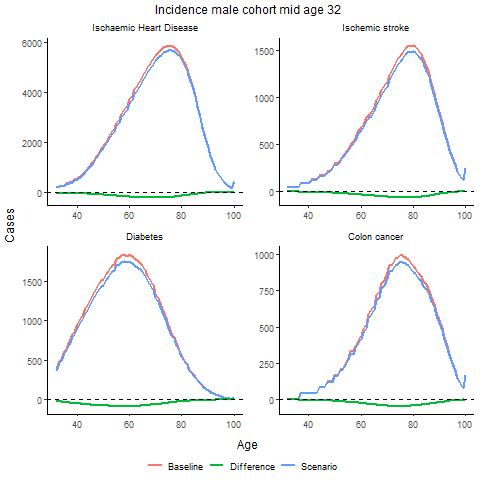 Incidence male cohort mid age 32
Ischaemic Heart Disease
Ischemic stroke
6000
4000
2000
0
40 60 80 100
1500
1000
500
0
40 60 80 100
Diabetes
Colon cancer
1500
1000
500
0
40 60 80 100
1000
750
500
250
0
40 60 80 100
Cases
Age
Baseline Difference Scenario